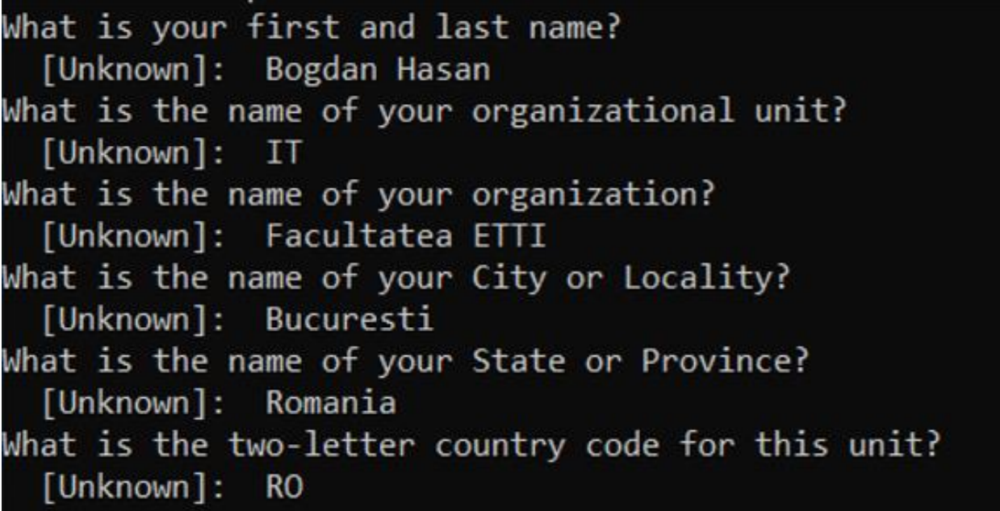 What is your first and last name?
[Unknown]: Bogdan Hasan
What is the name of your organizational unit?
[Unknown]: IT
What is the name of your organization?
[Unknown]: Facultatea ETTI
What is the name of your City or Locality?
[Unknown]: Bucuresti
What is the name of your State or Province?
[Unknown]: Romania
What is the two-letter country code for this unit?
[Unknown]: RO